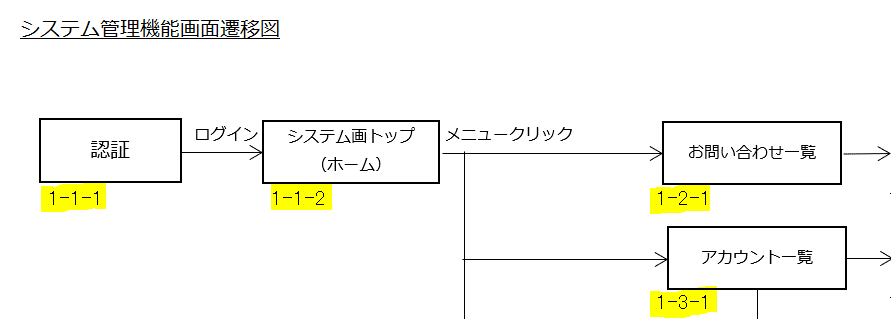 システム管理機能画面遷移図
認証
ログイン
システム画トップ
（ホーム）
メニュークリック
お問い合わせ一覧
1-1-1
1-1-2
1-2-1
アカウント一覧
1-3-1